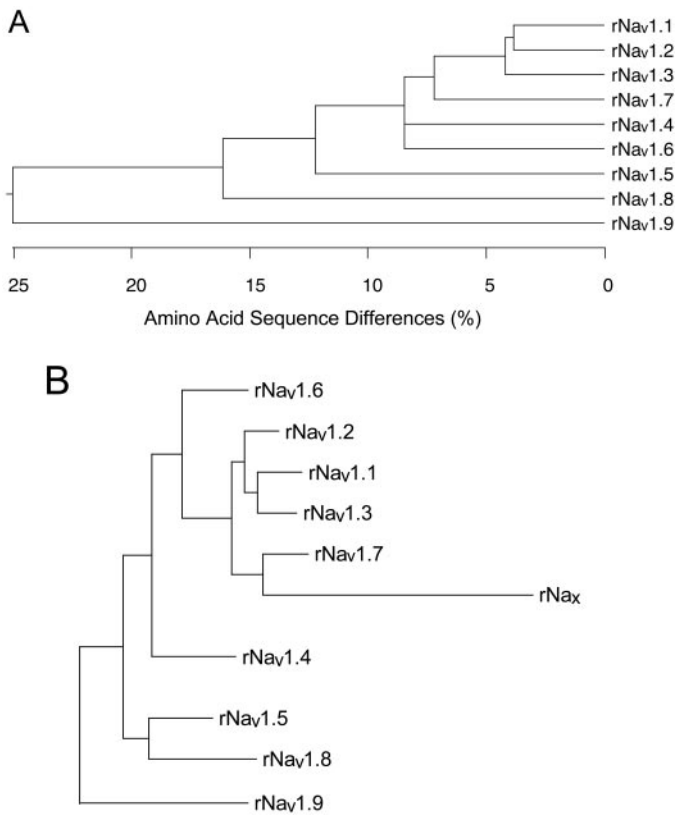 A
rNav1.1
rNav1.2
rNav1.3
rNav1.7
rNav1.4
rNav1.6
rNav1.5
rNav1.8
rNav1.9
25 20 15 10 5 0
Amino Acid Sequence Differences (%)
B
rNav1.6
rNav1.2
rNav1.1
rNav1.3
rNav1.7
rNax
rNav1.4
rNav1.5
rNav1.8
rNav1.9